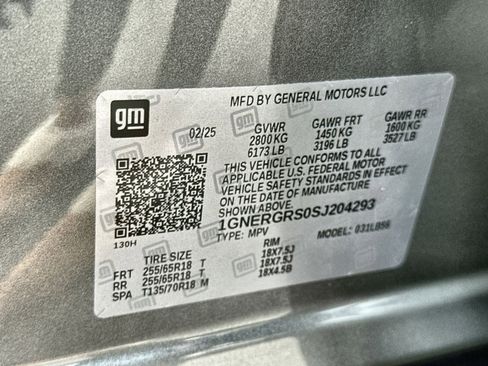 gm
MFD BY GENERAL MOTORS LLC
02/25 GVWR GAWR FRT GAWR RR
2800 KG 1450 KG 1600 KG
6173 LB 3196 LB 3527 LB
THIS VEHICLE CONFORMS TO ALL
APPLICABLE U.S. FEDERAL MOTOR
VEHICLE SAFETY STANDARDS IN EFFECT
ON THE DATE OF MANUFACTURE
SHOWN ABOVE.
1GNERGRS0SJ204293
TYPE: MPV MODEL:
130H
TIRE SIZE RIM
FRT 255/65R18 T 18X7.5J
RR 255/65R18 T 18X7.5J
SPA T135/70R18 M 18X4.5B